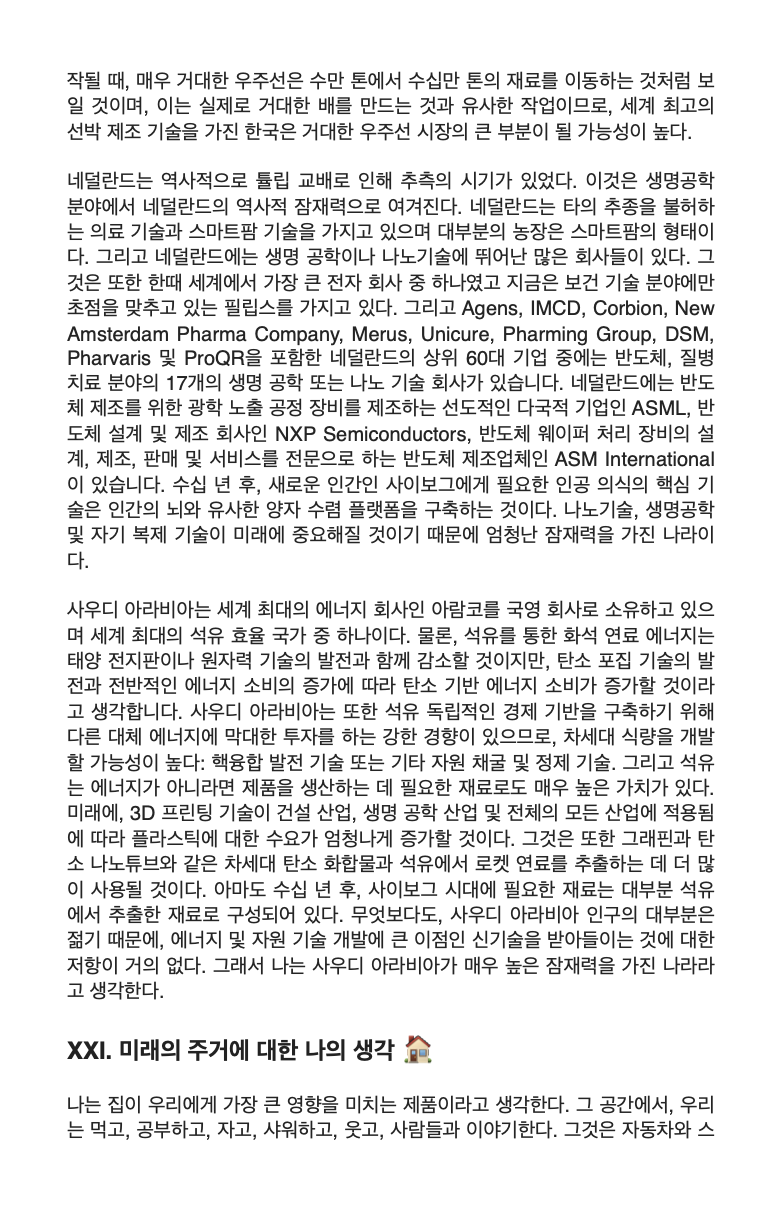 작될 때, 매우 거대한 우주선은 수만 톤에서 수십만 톤의 재료를 이동하는 것처럼 보
일 것이며, 이는 실제로 거대한 배를 만드는 것과 유사한 작업이므로, 세계 최고의
선박 제조 기술을 가진 한국은 거대한 우주선 시장의 큰 부분이 될 가능성이 높다.

네덜란드는 역사적으로 튤립 교배로 인해 추측의 시기가 있었다. 이것은 생명공학
분야에서 네덜란드의 역사적 잠재력으로 여겨진다. 네덜란드는 타의 추종을 불허하
는 의료 기술과 스마트팜 기술을 가지고 있으며 대부분의 농장은 스마트팜의 형태이
다. 그리고 네덜란드에는 생명 공학이나 나노기술에 뛰어난 많은 회사들이 있다. 그
것은 또한 한때 세계에서 가장 큰 전자 회사 중 하나였고 지금은 보건 기술 분야에만
초점을 맞추고 있는 필립스를 가지고 있다. 그리고 Agens, IMCD, Corbion, New
Amsterdam Pharma Company, Merus, Unicure, Pharming Group, DSM,
Pharvaris 및 ProQR을 포함한 네덜란드의 상위 60대 기업 중에는 반도체, 질병
치료 분야의 17개의 생명 공학 또는 나노 기술 회사가 있습니다. 네덜란드에는 반도
체 제조를 위한 광학 노출 공정 장비를 제조하는 선도적인 다국적 기업인 ASML, 반
도체 설계 및 제조 회사인 NXP Semiconductors, 반도체 웨이퍼 처리 장비의 설
계, 제조, 판매 및 서비스를 전문으로 하는 반도체 제조업체인 ASM International
이 있습니다. 수십 년 후, 새로운 인간인 사이보그에게 필요한 인공 의식의 핵심 기
술은 인간의 뇌와 유사한 양자 수렴 플랫폼을 구축하는 것이다. 나노기술, 생명공학
및 자기 복제 기술이 미래에 중요해질 것이기 때문에 엄청난 잠재력을 가진 나라이
다.

사우디 아라비아는 세계 최대의 에너지 회사인 아람코를 국영 회사로 소유하고 있으
며 세계 최대의 석유 효율 국가 중 하나이다. 물론, 석유를 통한 화석 연료 에너지는
태양 전지판이나 원자력 기술의 발전과 함께 감소할 것이지만, 탄소 포집 기술의 발
전과 전반적인 에너지 소비의 증가에 따라 탄소 기반 에너지 소비가 증가할 것이라
고 생각합니다. 사우디 아라비아는 또한 석유 독립적인 경제 기반을 구축하기 위해
다른 대체 에너지에 막대한 투자를 하는 강한 경향이 있으므로, 차세대 식량을 개발
할 가능성이 높다: 핵융합 발전 기술 또는 기타 자원 채굴 및 정제 기술. 그리고 석유
는 에너지가 아니라면 제품을 생산하는 데 필요한 재료로도 매우 높은 가치가 있다.
미래에, 3D 프린팅 기술이 건설 산업, 생명 공학 산업 및 전체의 모든 산업에 적용됨
에 따라 플라스틱에 대한 수요가 엄청나게 증가할 것이다. 그것은 또한 그래핀과 탄
소 나노튜브와 같은 차세대 탄소 화합물과 석유에서 로켓 연료를 추출하는 데 더 많
이 사용될 것이다. 아마도 수십 년 후, 사이보그 시대에 필요한 재료는 대부분 석유
에서 추출한 재료로 구성되어 있다. 무엇보다도, 사우디 아라비아 인구의 대부분은
젊기 때문에, 에너지 및 자원 기술 개발에 큰 이점인 신기술을 받아들이는 것에 대한
저항이 거의 없다. 그래서 나는 사우디 아라비아가 매우 높은 잠재력을 가진 나라라
고 생각한다.

XXI. 미래의 주거에 대한 나의 생각 🏠

나는 집이 우리에게 가장 큰 영향을 미치는 제품이라고 생각한다. 그 공간에서, 우리
는 먹고, 공부하고, 자고, 샤워하고, 웃고, 사람들과 이야기한다. 그것은 자동차와 스